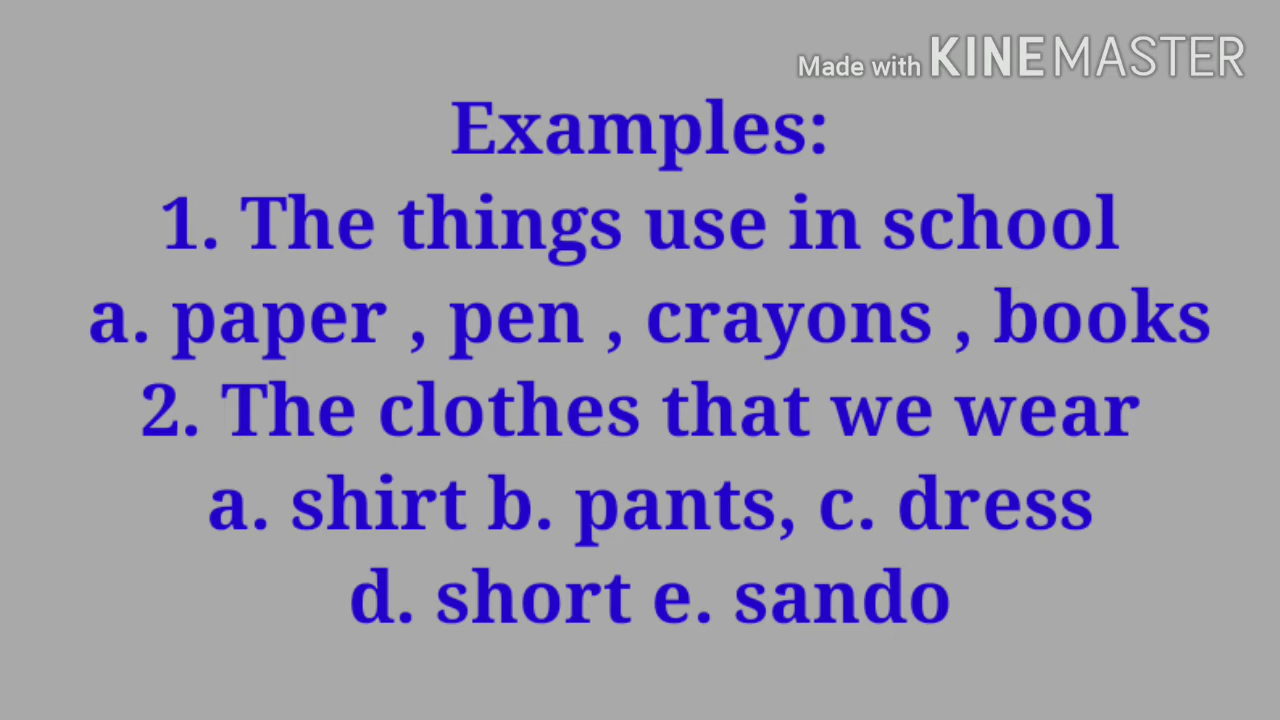 Made with KINEMASTER
Examples:
1. The things use in school
a. paper , pen , crayons , books
2. The clothes that we wear
a. shirt b. pants, c. dress
d. short e. sando